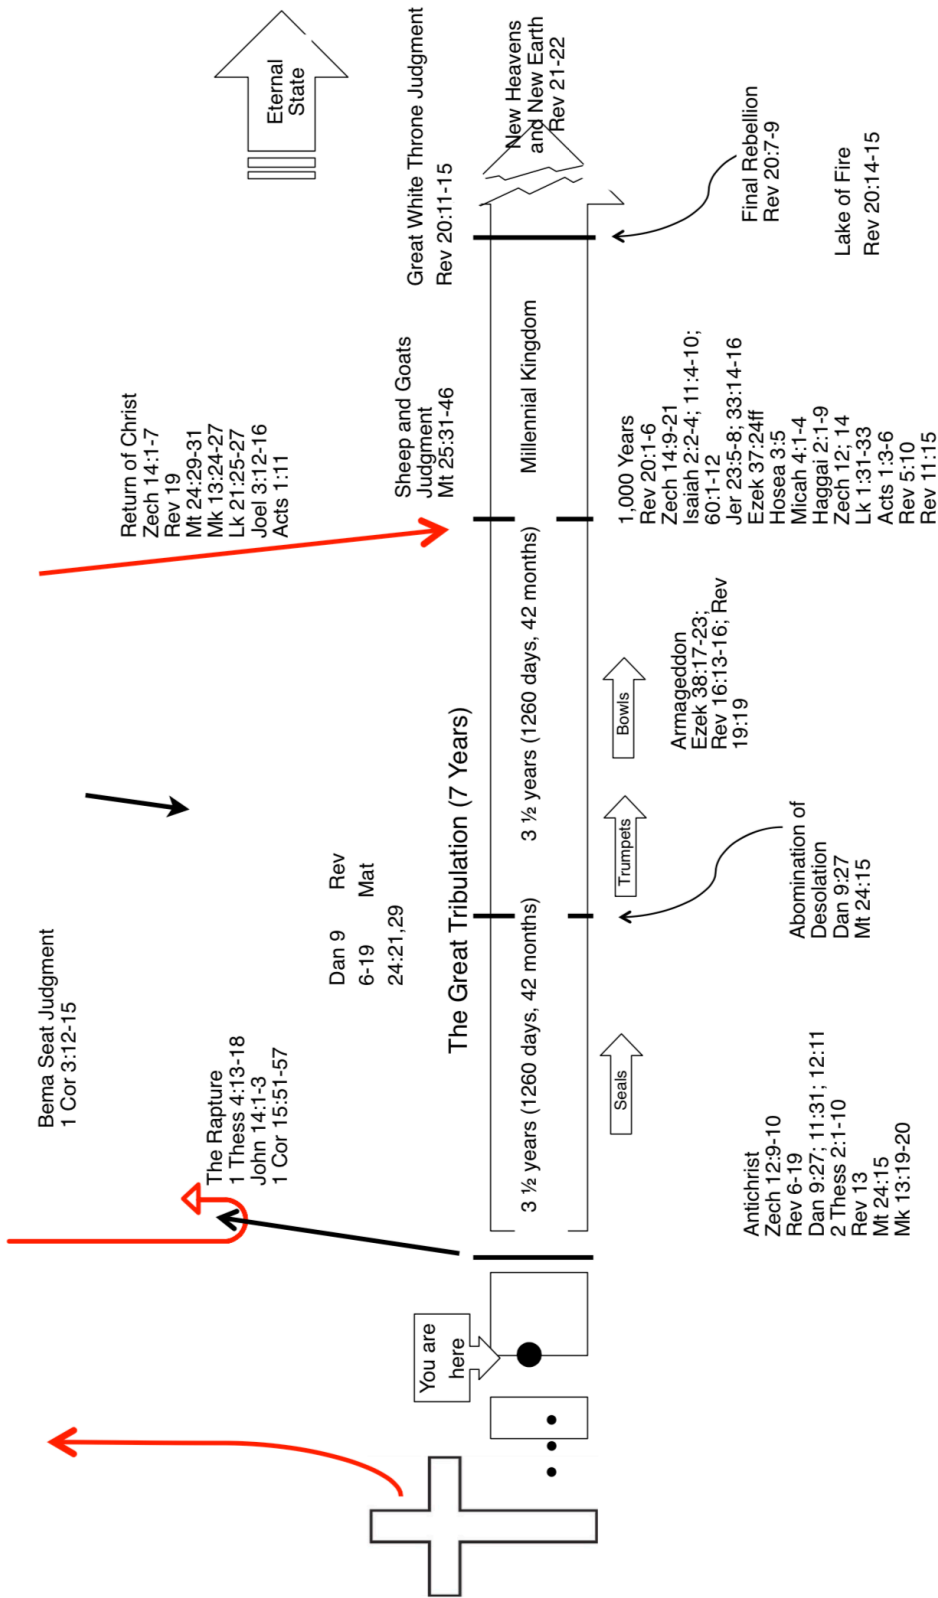 Bema Seat Judgment
1 Cor 3:12-15
The Rapture
1 Thess 4:13-18
John 14:1-3
1 Cor 15:51-57
Return of Christ
Zech 14:1-7
Rev 19
Mt 24:29-31
Mk 13:24-27
Lk 21:25-27
Joel 3:12-16
Acts 1:11
Eternal
State
Dan 9 Rev
6-19 Mat
24:21,29
Sheep and Goats
Judgment
Mt 25:31-46
Great White Throne Judgment
Rev 20:11-15
You are
here
The Great Tribulation (7 Years)
3 ½ years (1260 days, 42 months)
3 ½ years (1260 days, 42 months)
Millennial Kingdom
New Heavens
and New Earth
Rev 21-22
Seals
Trumpets
Bowls
Antichrist
Zech 12:9-10
Rev 6-19
Dan 9:27; 11:31; 12:11
2 Thess 2:1-10
Rev 13
Mt 24:15
Mk 13:19-20
Abomination of
Desolation
Dan 9:27
Mt 24:15
Armageddon
Ezek 38:17-23;
Rev 16:13-16; Rev
19:19
1,000 Years
Rev 20:1-6
Zech 14:9-21
Isaiah 2:2-4; 11:4-10;
60:1-12
Jer 23:5-8; 33:14-16
Ezek 37:24ff
Hosea 3:5
Micah 4:1-4
Haggai 2:1-9
Zech 12; 14
Lk 1:31-33
Acts 1:3-6
Rev 5:10
Rev 11:15
Final Rebellion
Rev 20:7-9
Lake of Fire
Rev 20:14-15